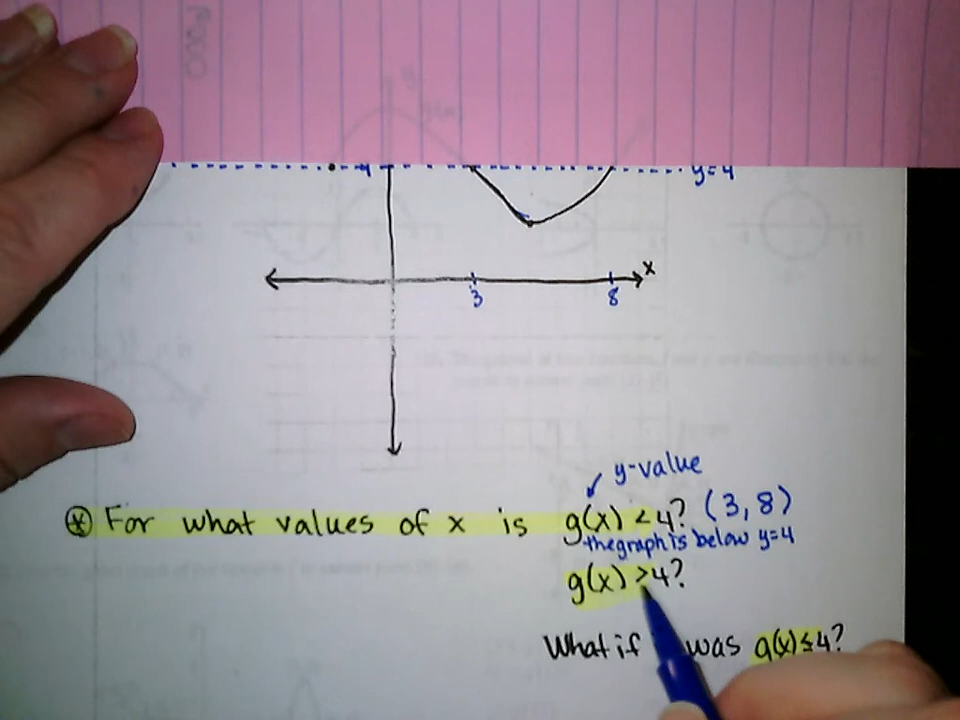 4 y=4
x
3 8
y-value
* For what values of x is g(x) < 4? (3, 8)
the graph is below y=4
g(x) > 4?
What if was g(x) ≤ 4?